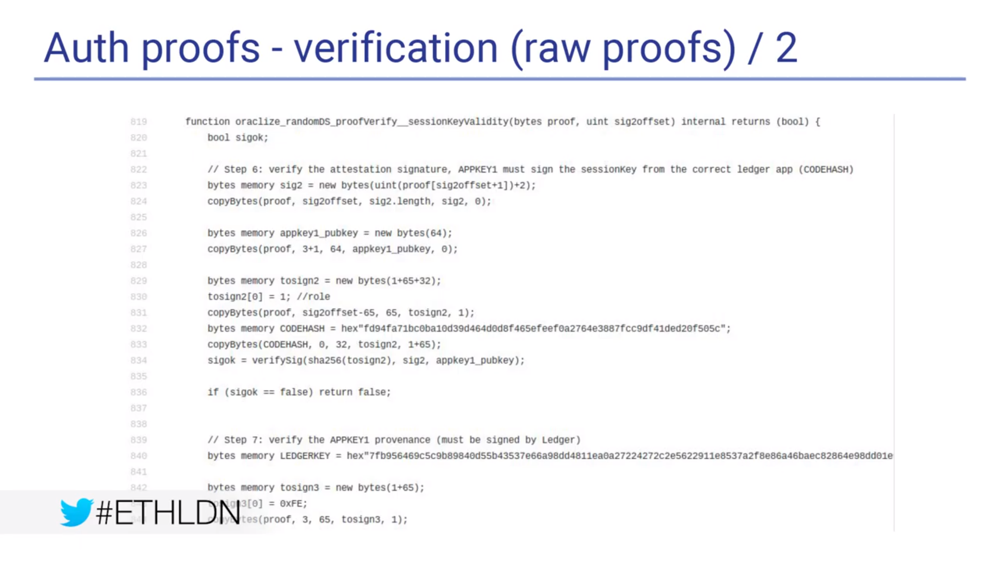 Auth proofs - verification (raw proofs) / 2
819 function oraclize_randomDS_proofVerify__sessionKeyValidity(bytes proof, uint sig2offset) internal returns (bool) {
820 bool sigok;
821
822 // Step 6: verify the attestation signature, APPKEY1 must sign the sessionKey from the correct ledger app (CODEHASH)
823 bytes memory sig2 = new bytes(uint(proof[sig2offset+1])+2);
824 copyBytes(proof, sig2offset, sig2.length, sig2, 0);
825
826 bytes memory appkey1_pubkey = new bytes(64);
827 copyBytes(proof, 3+1, 64, appkey1_pubkey, 0);
828
829 bytes memory tosign2 = new bytes(1+65+32);
830 tosign2[0] = 1; //role
831 copyBytes(proof, sig2offset-65, 65, tosign2, 1);
832 bytes memory CODEHASH = hex"fd94fa71bc0ba10d39d464d0d8f465efeef0a2764e3887fcc9df41ded20f505c";
833 copyBytes(CODEHASH, 0, 32, tosign2, 1+65);
834 sigok = verifySig(sha256(tosign2), sig2, appkey1_pubkey);
835
836 if (sigok == false) return false;
837
838
839 // Step 7: verify the APPKEY1 provenance (must be signed by Ledger)
840 bytes memory LEDGERKEY = hex"7fb956469c5c9b89840d55b43537e66a98dd4811ea0a27224272c2e5622911e8537a2f8e86a46baec82864e98dd01e
841
842 bytes memory tosign3 = new bytes(1+65);
tosign3[0] = 0xFE;
copyBytes(proof, 3, 65, tosign3, 1);
#ETHLDN